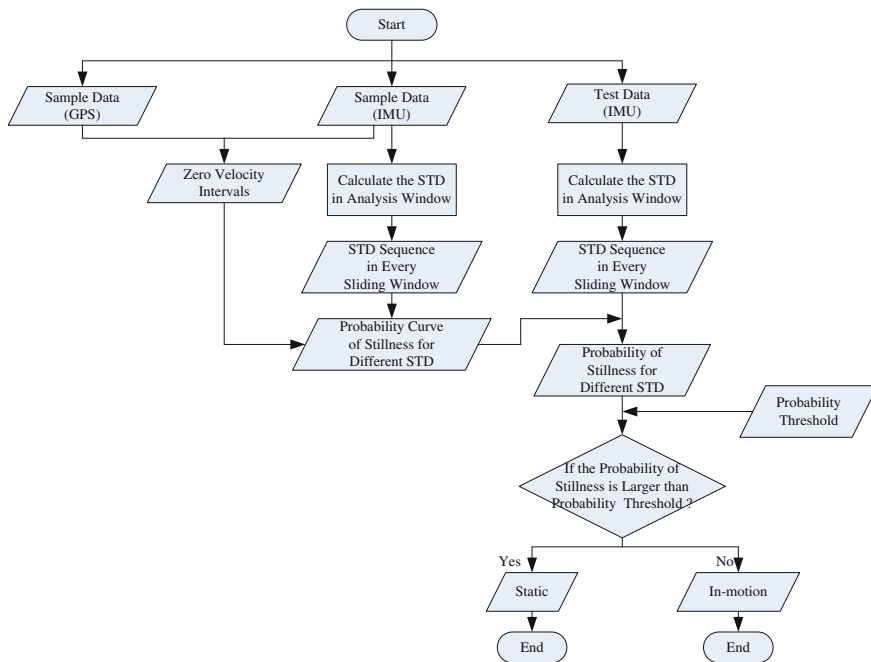 Start
Sample Data
(GPS)
Sample Data
(IMU)
Test Data
(IMU)
Zero Velocity
Intervals
Calculate the STD
in Analysis Window
Calculate the STD
in Analysis Window
STD Sequence
in Every
Sliding Window
STD Sequence
in Every
Sliding Window
Probability Curve
of Stillness for
Different STD
Probability of
Stillness for
Different STD
Probability
Threshold
If the Probability of
Stillness is Larger than
Probability Threshold ?
Yes
No
Static
In-motion
End
End